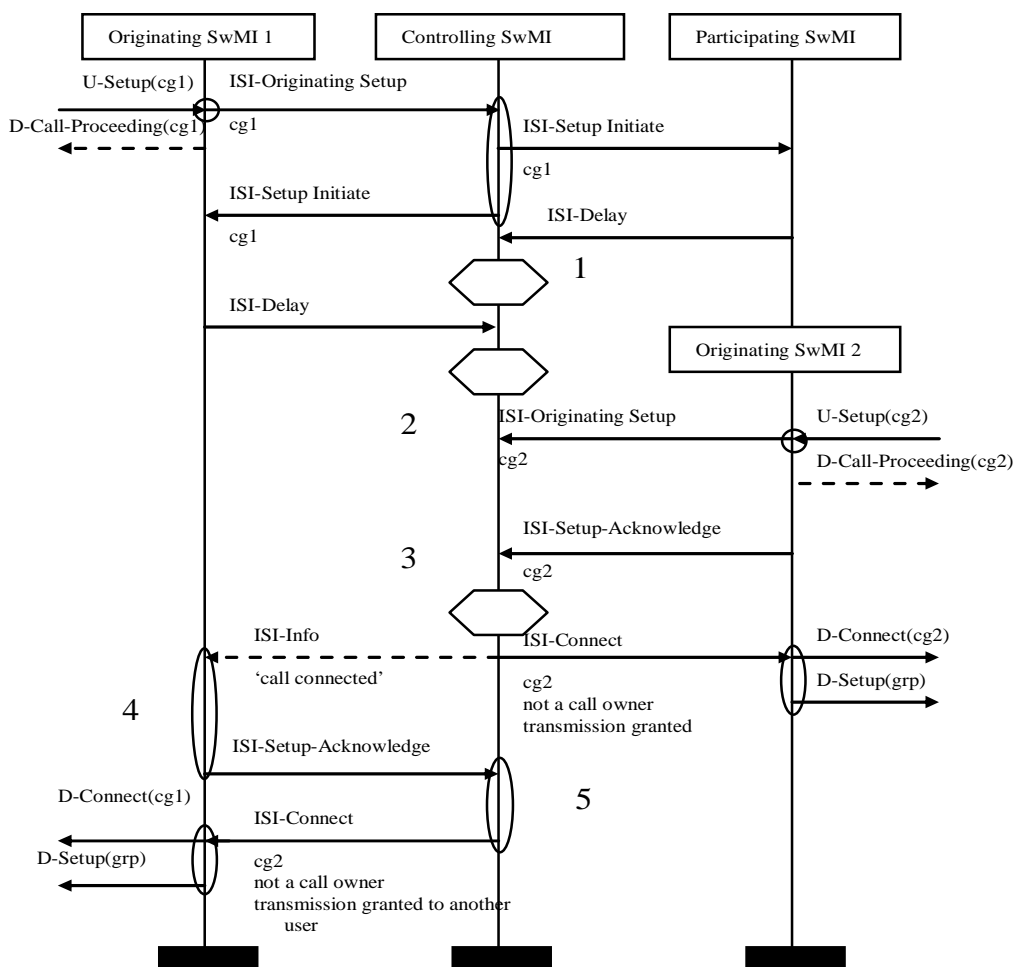 Originating SwMI 1
Controlling SwMI
Participating SwMI
U-Setup(cg1)
ISI-Originating Setup
D-Call-Proceeding(cg1)
cg1
ISI-Setup Initiate
cg1
ISI-Setup Initiate
cg1
ISI-Delay
1
ISI-Delay
Originating SwMI 2
2
ISI-Originating Setup
U-Setup(cg2)
cg2
D-Call-Proceeding(cg2)
ISI-Setup-Acknowledge
3
cg2
ISI-Info
ISI-Connect
D-Connect(cg2)
'call connected'
cg2
not a call owner
transmission granted
D-Setup(grp)
4
ISI-Setup-Acknowledge
D-Connect(cg1)
5
ISI-Connect
D-Setup(grp)
cg2
not a call owner
transmission granted to another
user